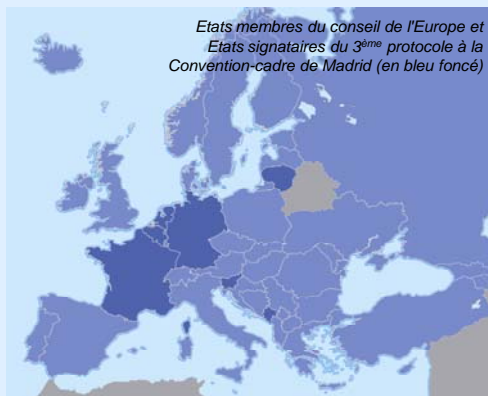 Etats membres du conseil de l'Europe et
Etats signataires du 3ème protocole à la
Convention-cadre de Madrid (en bleu foncé)